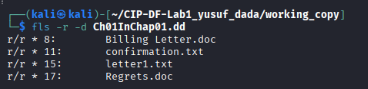 ┌──(kali㉿kali)-[~/CIP-DF-Lab1_yusuf_dada/working_copy]
└─$ fls -r -d Ch01InChap01.dd
r/r * 8:        Billing Letter.doc
r/r * 11:       confirmation.txt
r/r * 15:       letter1.txt
r/r * 17:       Regrets.doc